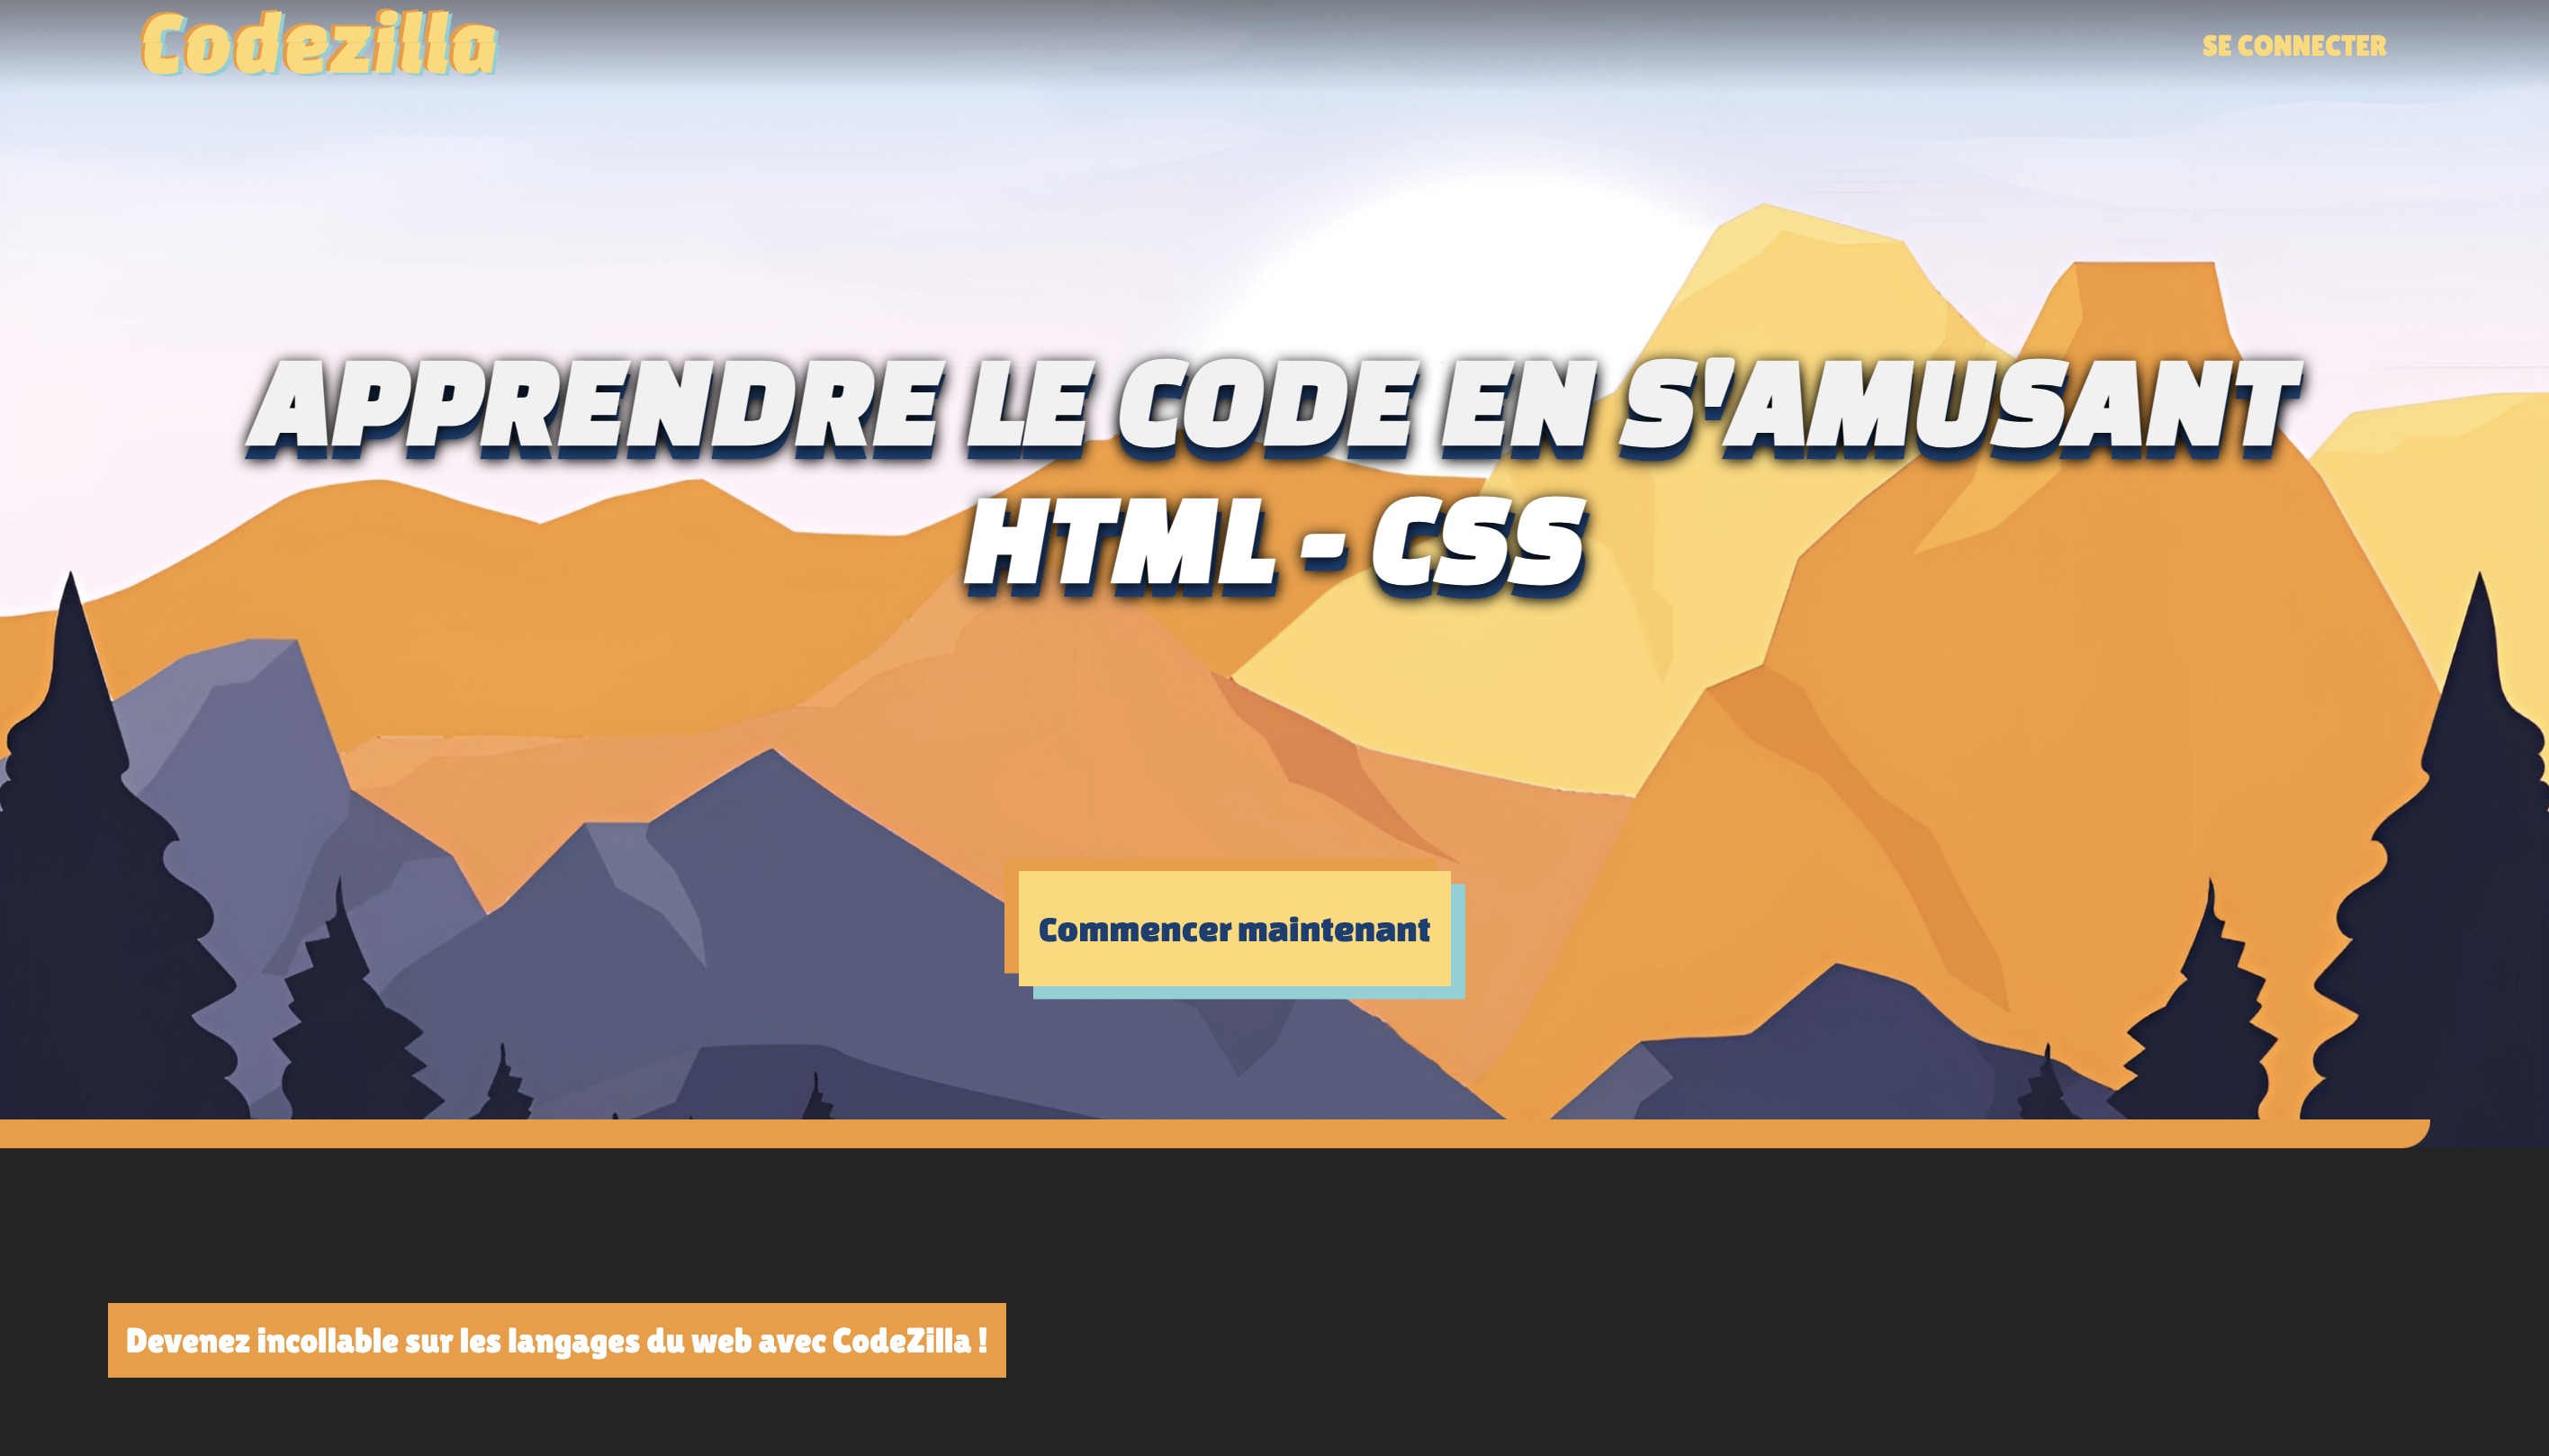 Codezilla
SE CONNECTER
APPRENDRE LE CODE EN S'AMUSANT
HTML - CSS
Commencer maintenant
Devenez incollable sur les langages du web avec CodeZilla !